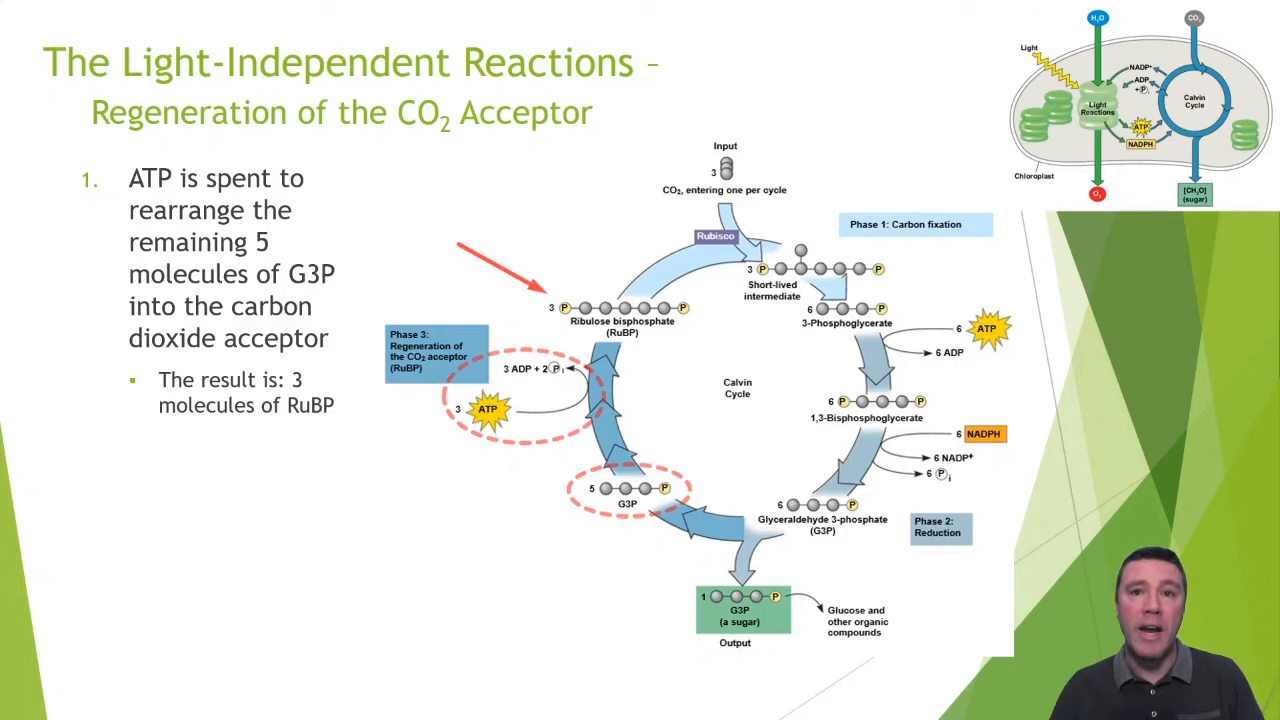 The Light-Independent Reactions –
Regeneration of the CO₂ Acceptor
1. ATP is spent to
rearrange the
remaining 5
molecules of G3P
into the carbon
dioxide acceptor
▪ The result is: 3
molecules of RuBP
Input
3
CO₂, entering one per cycle
Rubisco
Phase 1: Carbon fixation
3 P P
Short-lived
intermediate
3 P P
Ribulose bisphosphate
(RuBP)
6 P
3-Phosphoglycerate
6 ATP
6 ADP
Phase 3:
Regeneration of
the CO₂ acceptor
(RuBP)
3 ADP + 2 Pi
3 ATP
Calvin
Cycle
6 P P
1,3-Bisphosphoglycerate
6 NADPH
6 NADP⁺
6 Pi
5 P
G3P
6 P
Glyceraldehyde 3-phosphate
(G3P)
Phase 2:
Reduction
1 P
G3P
(a sugar)
Output
Glucose and
other organic
compounds
H₂O
CO₂
Light
NADP⁺
ADP
+ Pi
Light
Reactions
Calvin
Cycle
ATP
NADPH
Chloroplast
O₂
[CH₂O]
(sugar)